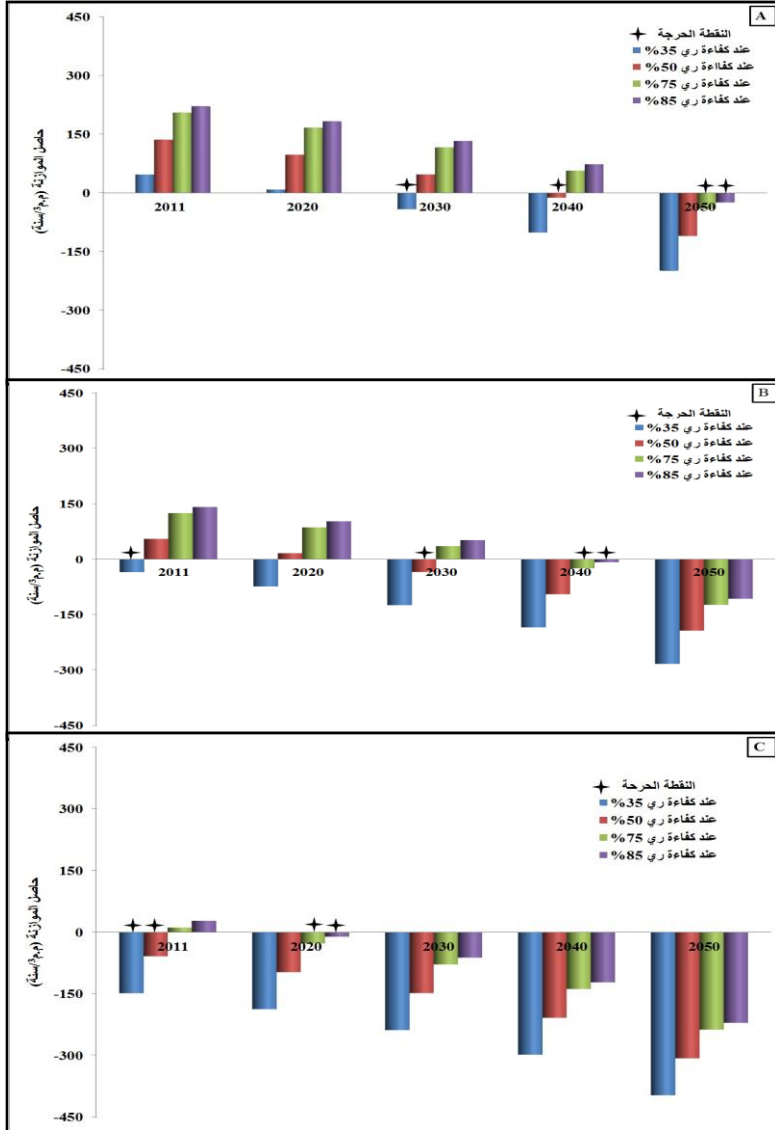 A
450
300
150
0
-150
-300
-450
حاصل الموازنة (م.م³/سنة)
2011
2020
2030
2040
2050
النقطة الحرجة
عند كفاءة ري 35%
عند كفااءة ري 50%
عند كفاءة ري 75%
عند كفاءة ري 85%
B
450
300
150
0
-150
-300
-450
حاصل الموازنة (م.م³/سنة)
2011
2020
2030
2040
2050
النقطة الحرجة
عند كفاءة ري 35%
عند كفاءة ري 50%
عند كفاءة ري 75%
عند كفاءة ري 85%
C
450
300
150
0
-150
-300
-450
حاصل الموازنة (م.م³/سنة)
2011
2020
2030
2040
2050
النقطة الحرحة
عند كفاءة ري 35%
عند كفاءة ري 50%
عند كفاءة ري 75%
عند كفاءة ري 85%